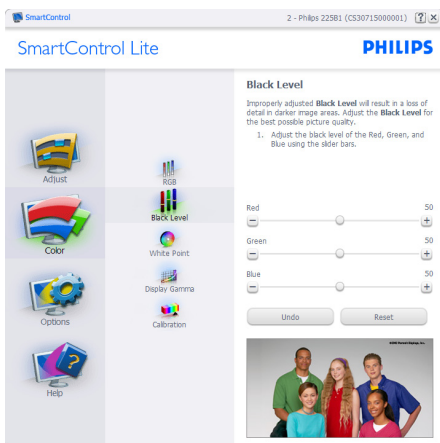 SmartControl
2 - Philips 225B1 (CS30715000001)
?
SmartControl Lite
PHILIPS
Adjust
Color
Options
Help
RGB
Black Level
White Point
Display Gamma
Calibration
Black Level
Improperly adjusted Black Level will result in a loss of
detail in darker image areas. Adjust the Black Level for
the best possible picture quality.
1. Adjust the black level of the Red, Green, and
Blue using the slider bars.
Red 50
Green 50
Blue 50
Undo Reset